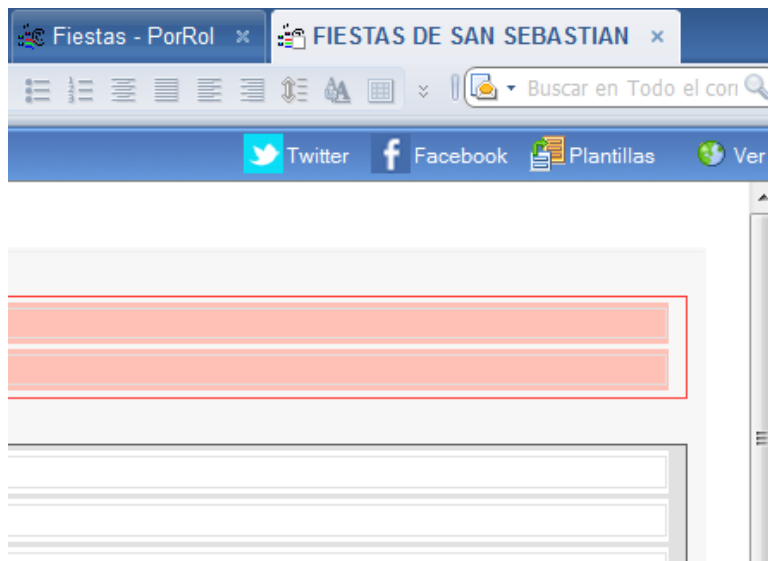 Fiestas - PorRol
FIESTAS DE SAN SEBASTIAN
Buscar en Todo el con
Twitter Facebook Plantillas Ver